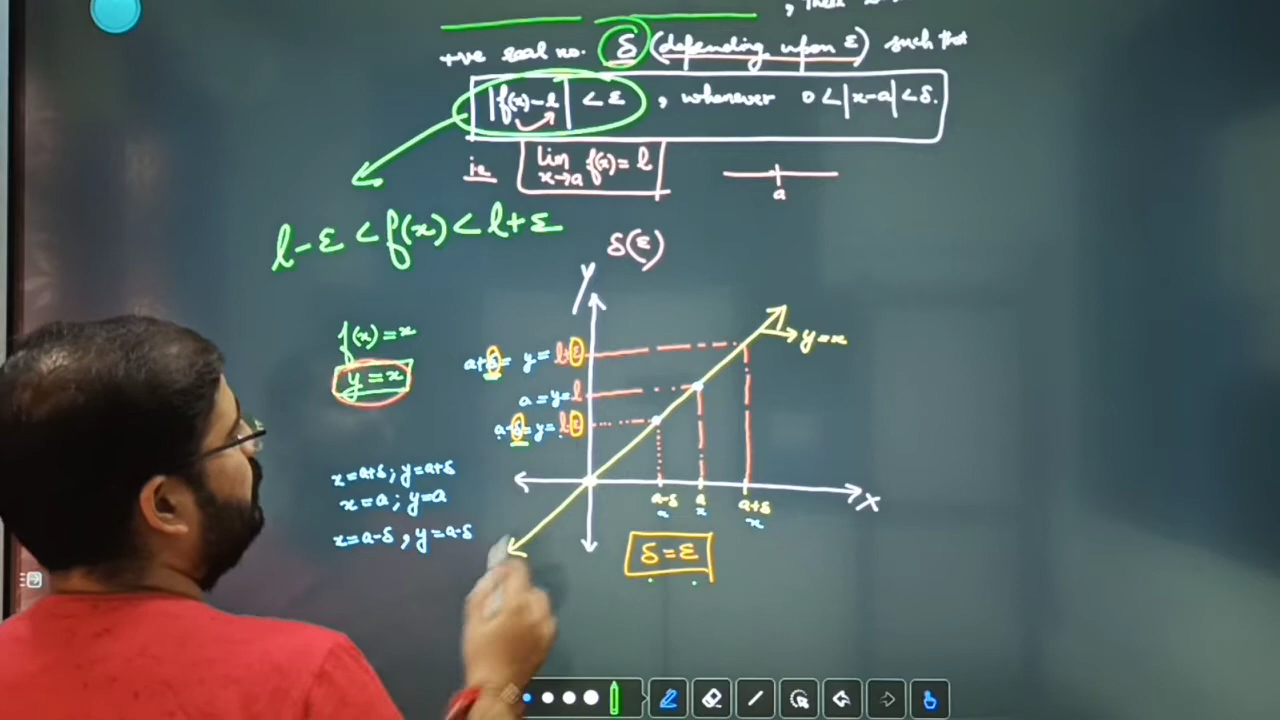 +ve real no. δ (depending upon ε) such that
|f(x)-l| < ε , whenever 0<|x-a|<δ.
i.e lim x→a f(x)=l
a
l-ε < f(x) < l+ε
δ(ε)
Y
f(x)=x
y=x
y=x
a+δ= y= l+ε
a=y=l
a-δ=y=l-ε
x=a+δ; y=a+δ
x=a; y=a
x=a-δ, y=a-δ
a-δ a a+δ X
x x x
δ=ε